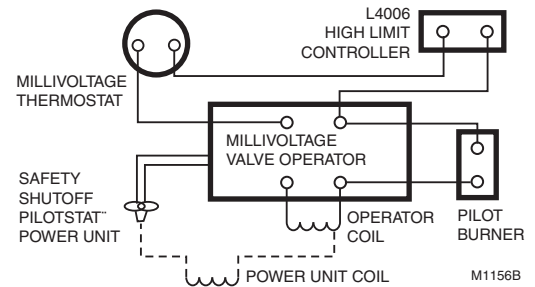 L4006
HIGH LIMIT
CONTROLLER
MILLIVOLTAGE
THERMOSTAT
MILLIVOLTAGE
VALVE OPERATOR
SAFETY
SHUTOFF
PILOTSTAT™
POWER UNIT
OPERATOR
COIL
PILOT
BURNER
POWER UNIT COIL
M1156B